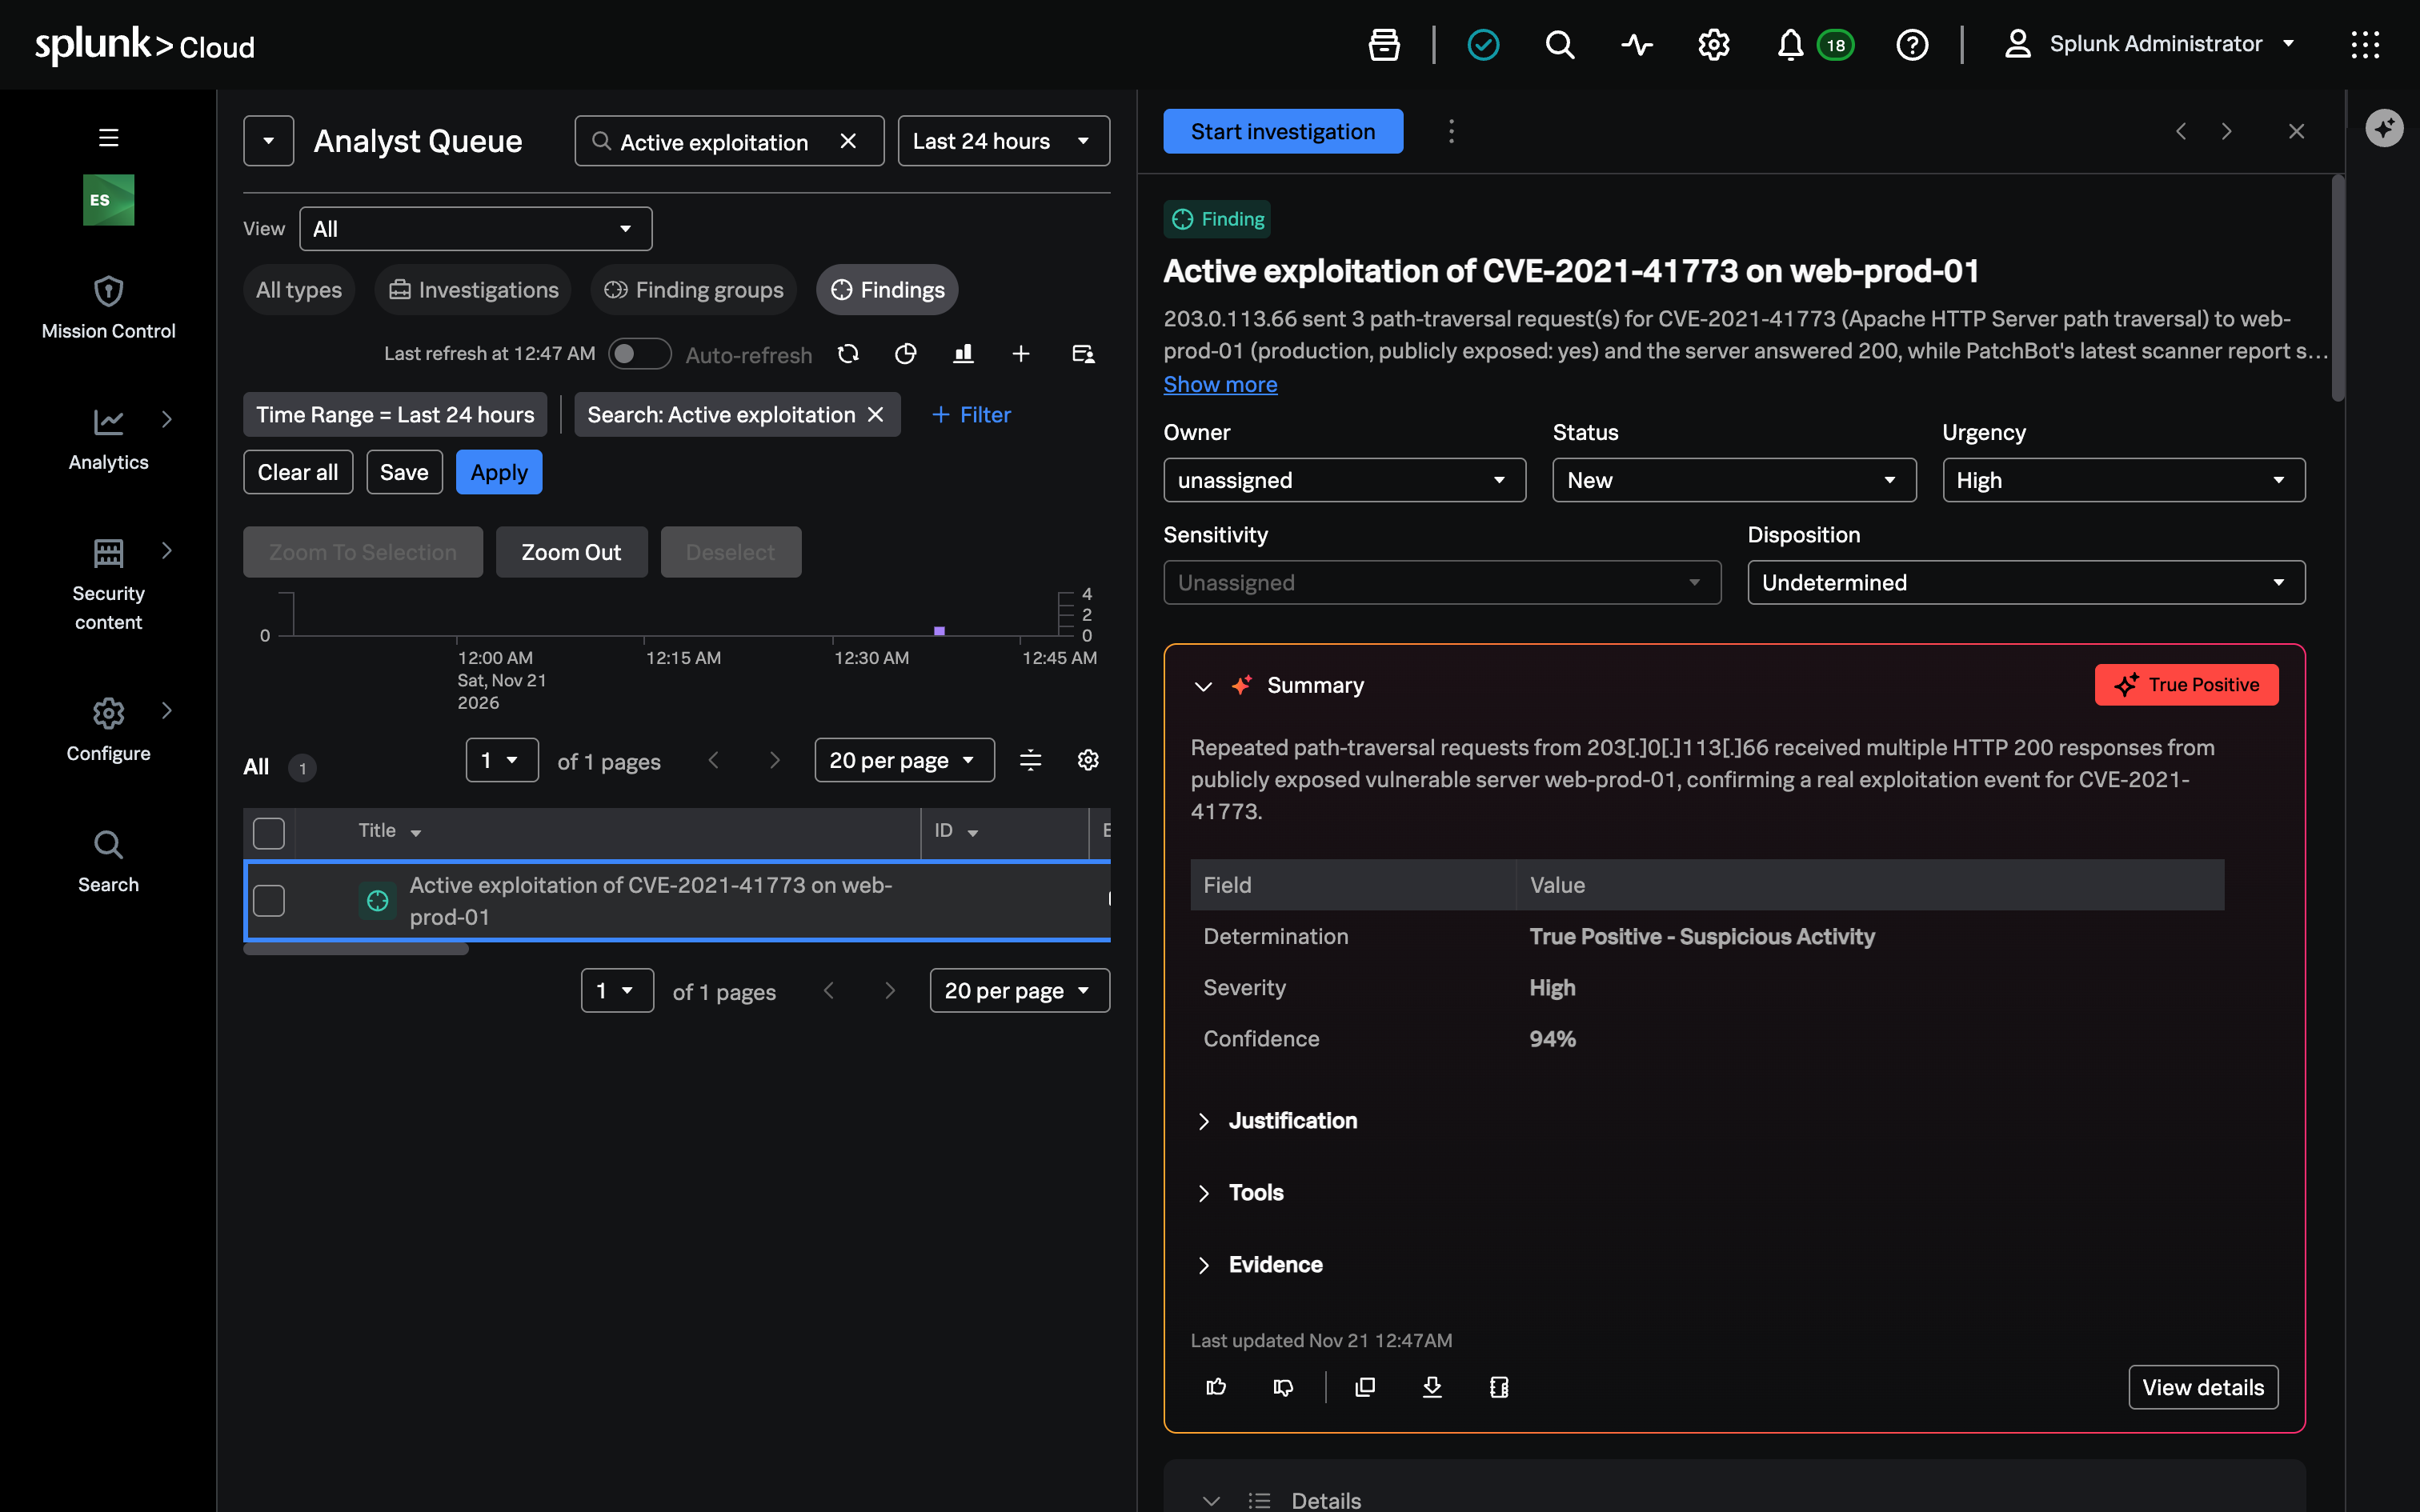 splunk> Cloud
18
Splunk Administrator
ES
Mission Control
Analytics
Security
content
Configure
Search
Analyst Queue
Active exploitation
Last 24 hours
View
All
All types
Investigations
Finding groups
Findings
Last refresh at 12:47 AM
Auto-refresh
Time Range = Last 24 hours
Search: Active exploitation
+ Filter
Clear all
Save
Apply
Zoom To Selection
Zoom Out
Deselect
0
4
2
0
12:00 AM
Sat, Nov 21
2026
12:15 AM
12:30 AM
12:45 AM
All 1
1
of 1 pages
20 per page
Title
ID
Active exploitation of CVE-2021-41773 on web-
prod-01
1
of 1 pages
20 per page
Start investigation
Finding
Active exploitation of CVE-2021-41773 on web-prod-01
203.0.113.66 sent 3 path-traversal request(s) for CVE-2021-41773 (Apache HTTP Server path traversal) to web-
prod-01 (production, publicly exposed: yes) and the server answered 200, while PatchBot's latest scanner report s…
Show more
Owner
unassigned
Status
New
Urgency
High
Sensitivity
Unassigned
Disposition
Undetermined
Summary
True Positive
Repeated path-traversal requests from 203[.]0[.]113[.]66 received multiple HTTP 200 responses from
publicly exposed vulnerable server web-prod-01, confirming a real exploitation event for CVE-2021-
41773.
Field
Value
Determination
True Positive - Suspicious Activity
Severity
High
Confidence
94%
Justification
Tools
Evidence
Last updated Nov 21 12:47AM
View details
Details